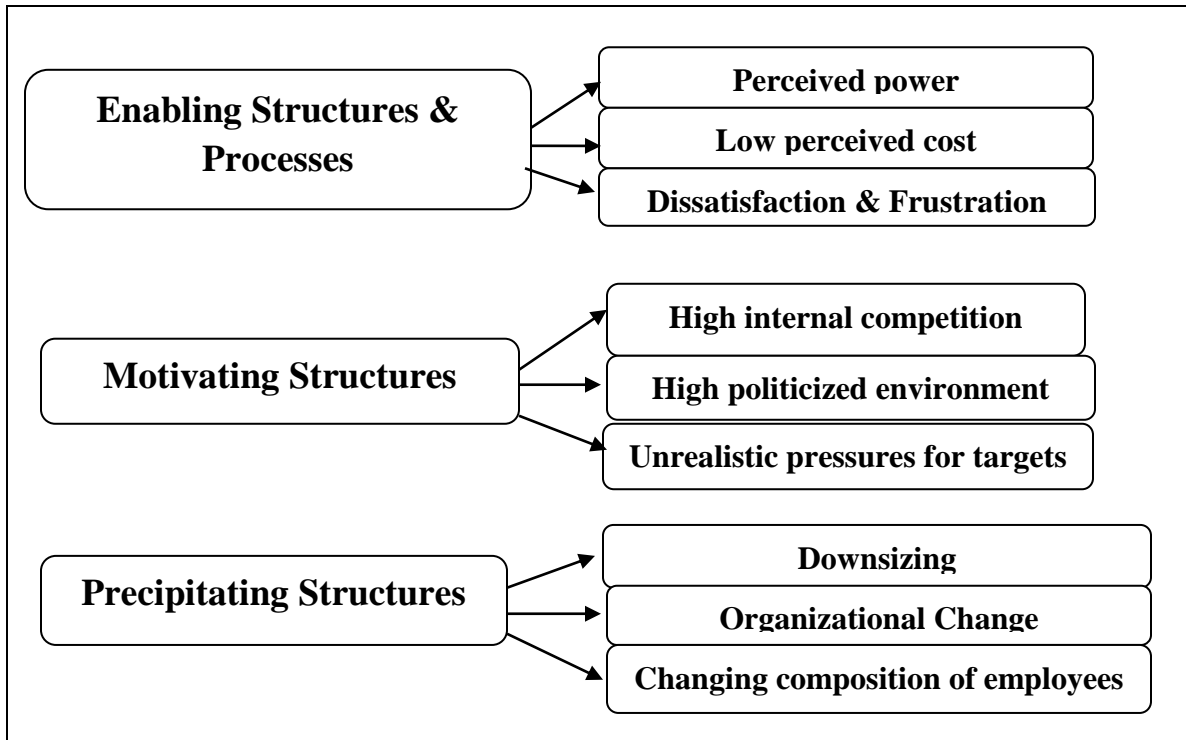 Enabling Structures &
Processes
Perceived power
Low perceived cost
Dissatisfaction & Frustration
Motivating Structures
High internal competition
High politicized environment
Unrealistic pressures for targets
Precipitating Structures
Downsizing
Organizational Change
Changing composition of employees